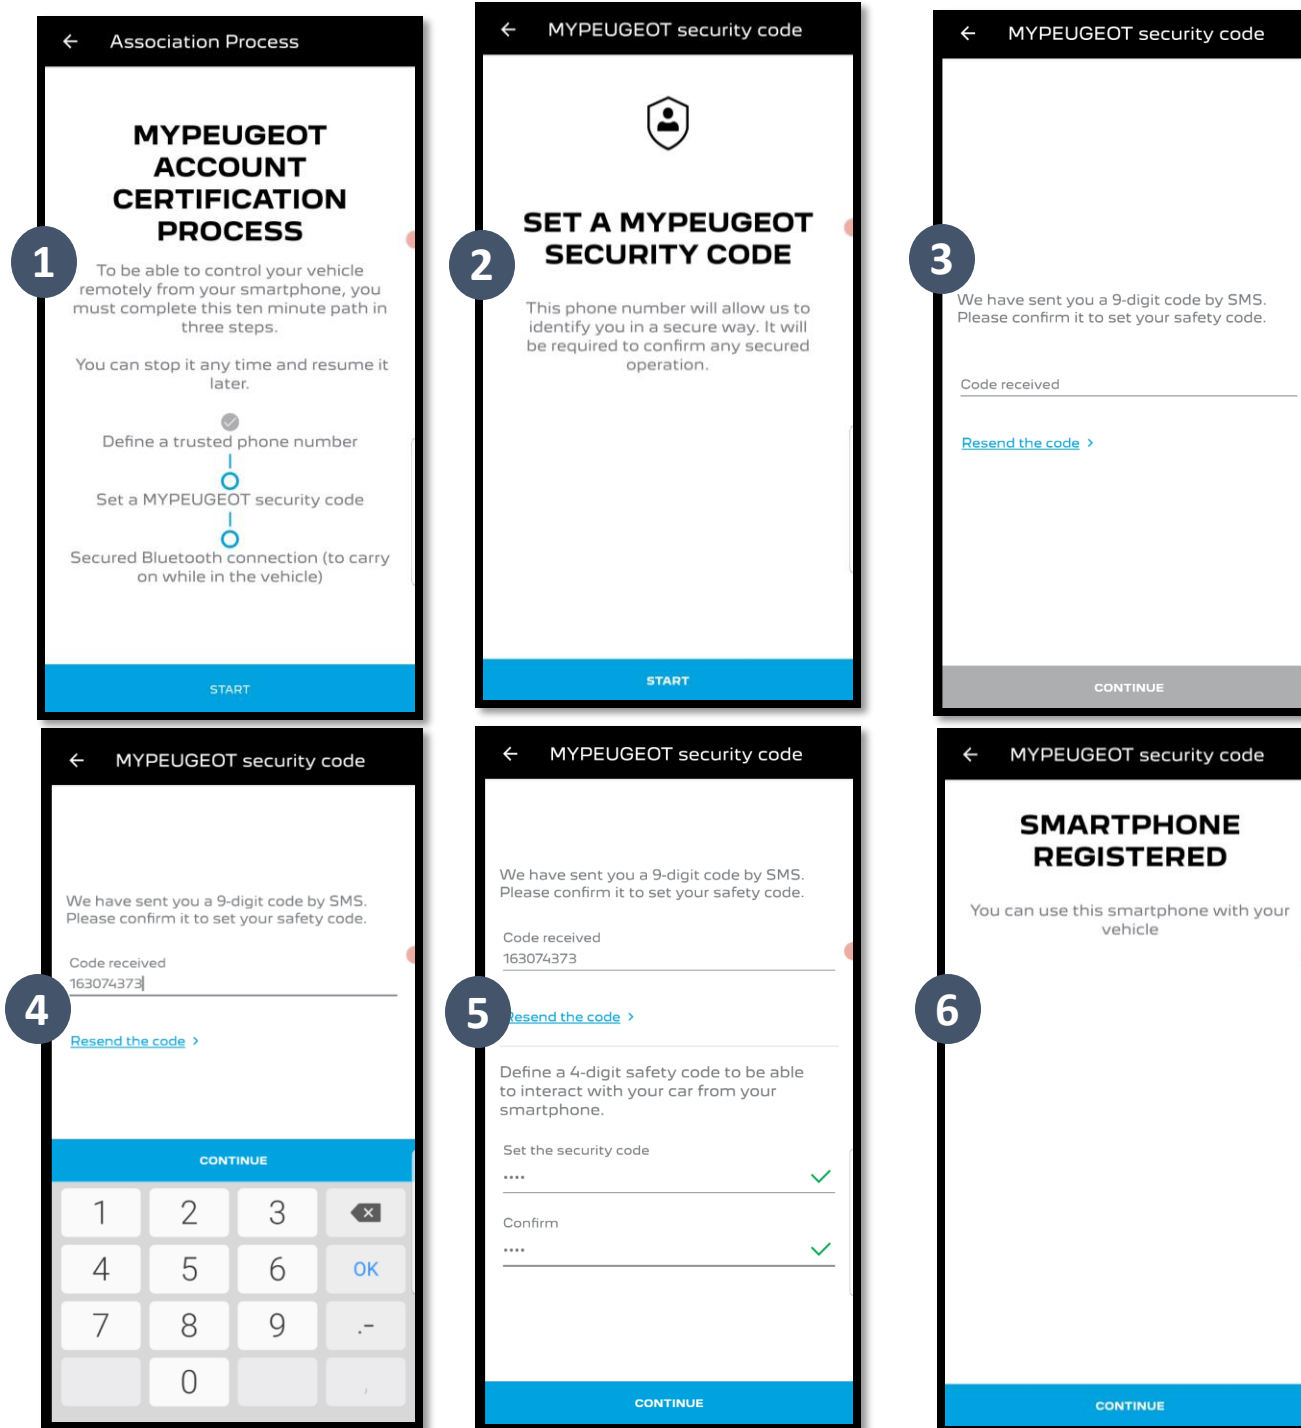 Association Process
MYPEUGEOT
ACCOUNT
CERTIFICATION
PROCESS
1
To be able to control your vehicle
remotely from your smartphone, you
must complete this ten minute path in
three steps.
You can stop it any time and resume it
later.
Define a trusted phone number
Set a MYPEUGEOT security code
Secured Bluetooth connection (to carry
on while in the vehicle)
START
MYPEUGEOT security code
SET A MYPEUGEOT
SECURITY CODE
2
This phone number will allow us to
identify you in a secure way. It will
be required to confirm any secured
operation.
START
MYPEUGEOT security code
3
We have sent you a 9-digit code by SMS.
Please confirm it to set your safety code.
Code received
Resend the code >
CONTINUE
MYPEUGEOT security code
We have sent you a 9-digit code by SMS.
Please confirm it to set your safety code.
Code received
163074373
4
Resend the code >
CONTINUE
1 2 3
4 5 6 OK
7 8 9 .-
0 ,
MYPEUGEOT security code
We have sent you a 9-digit code by SMS.
Please confirm it to set your safety code.
Code received
163074373
5
Resend the code >
Define a 4-digit safety code to be able
to interact with your car from your
smartphone.
Set the security code
••••
Confirm
••••
CONTINUE
MYPEUGEOT security code
SMARTPHONE
REGISTERED
You can use this smartphone with your
vehicle
6
CONTINUE